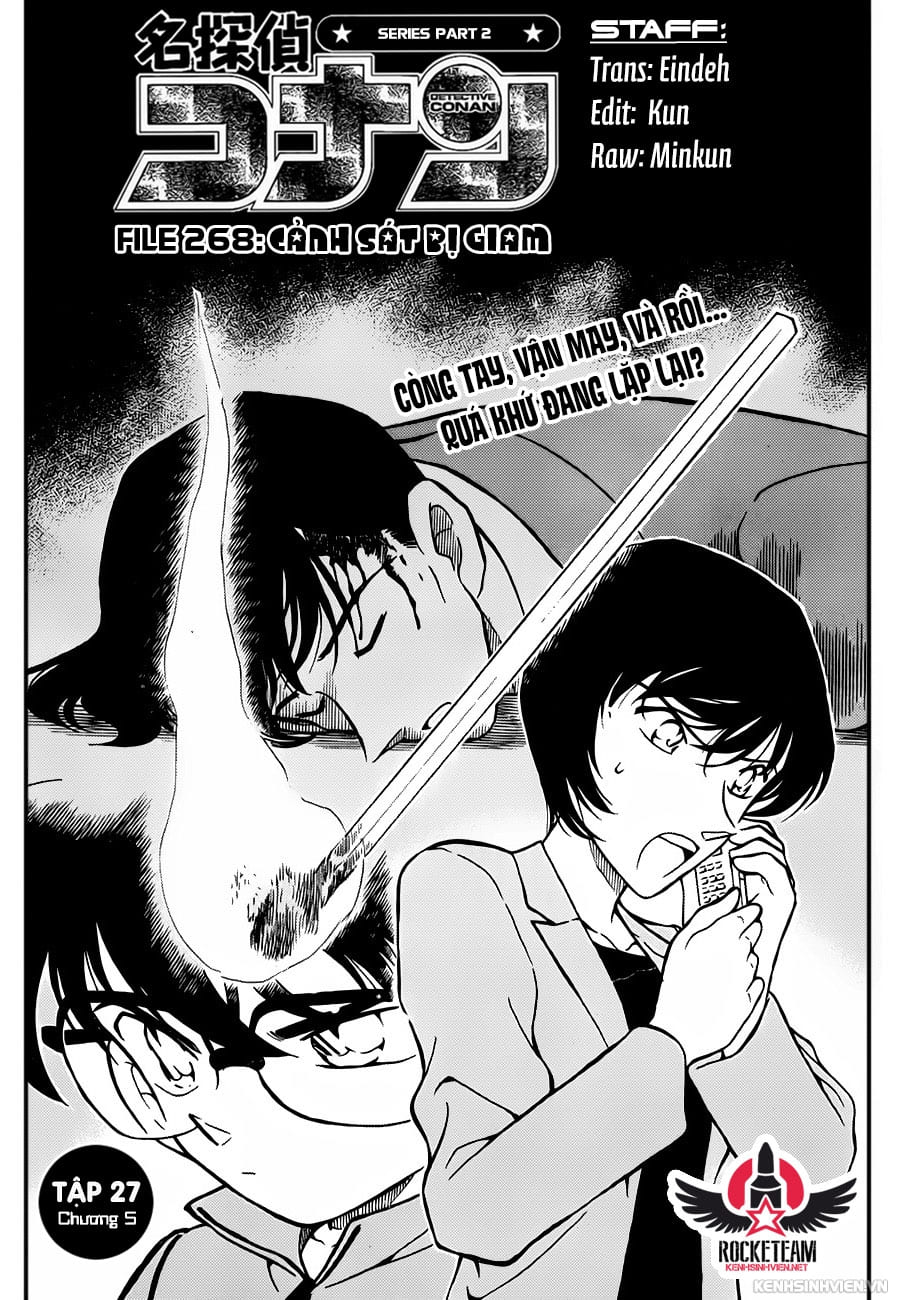 名探偵
SERIES PART 2
コナン
DETECTIVE
CONAN
FILE 268: CẢNH SÁT BỊ GIAM
STAFF:
Trans: Eindeh
Edit: Kun
Raw: Minkun
CÒNG TAY, VẬN MAY, VÀ RỒI...
QUÁ KHỨ ĐANG LẶP LẠI?
TẬP 27
Chương 5
ROCKETEAM
KENHSINHVIEN.NET
KENHSINHVIEN.VN